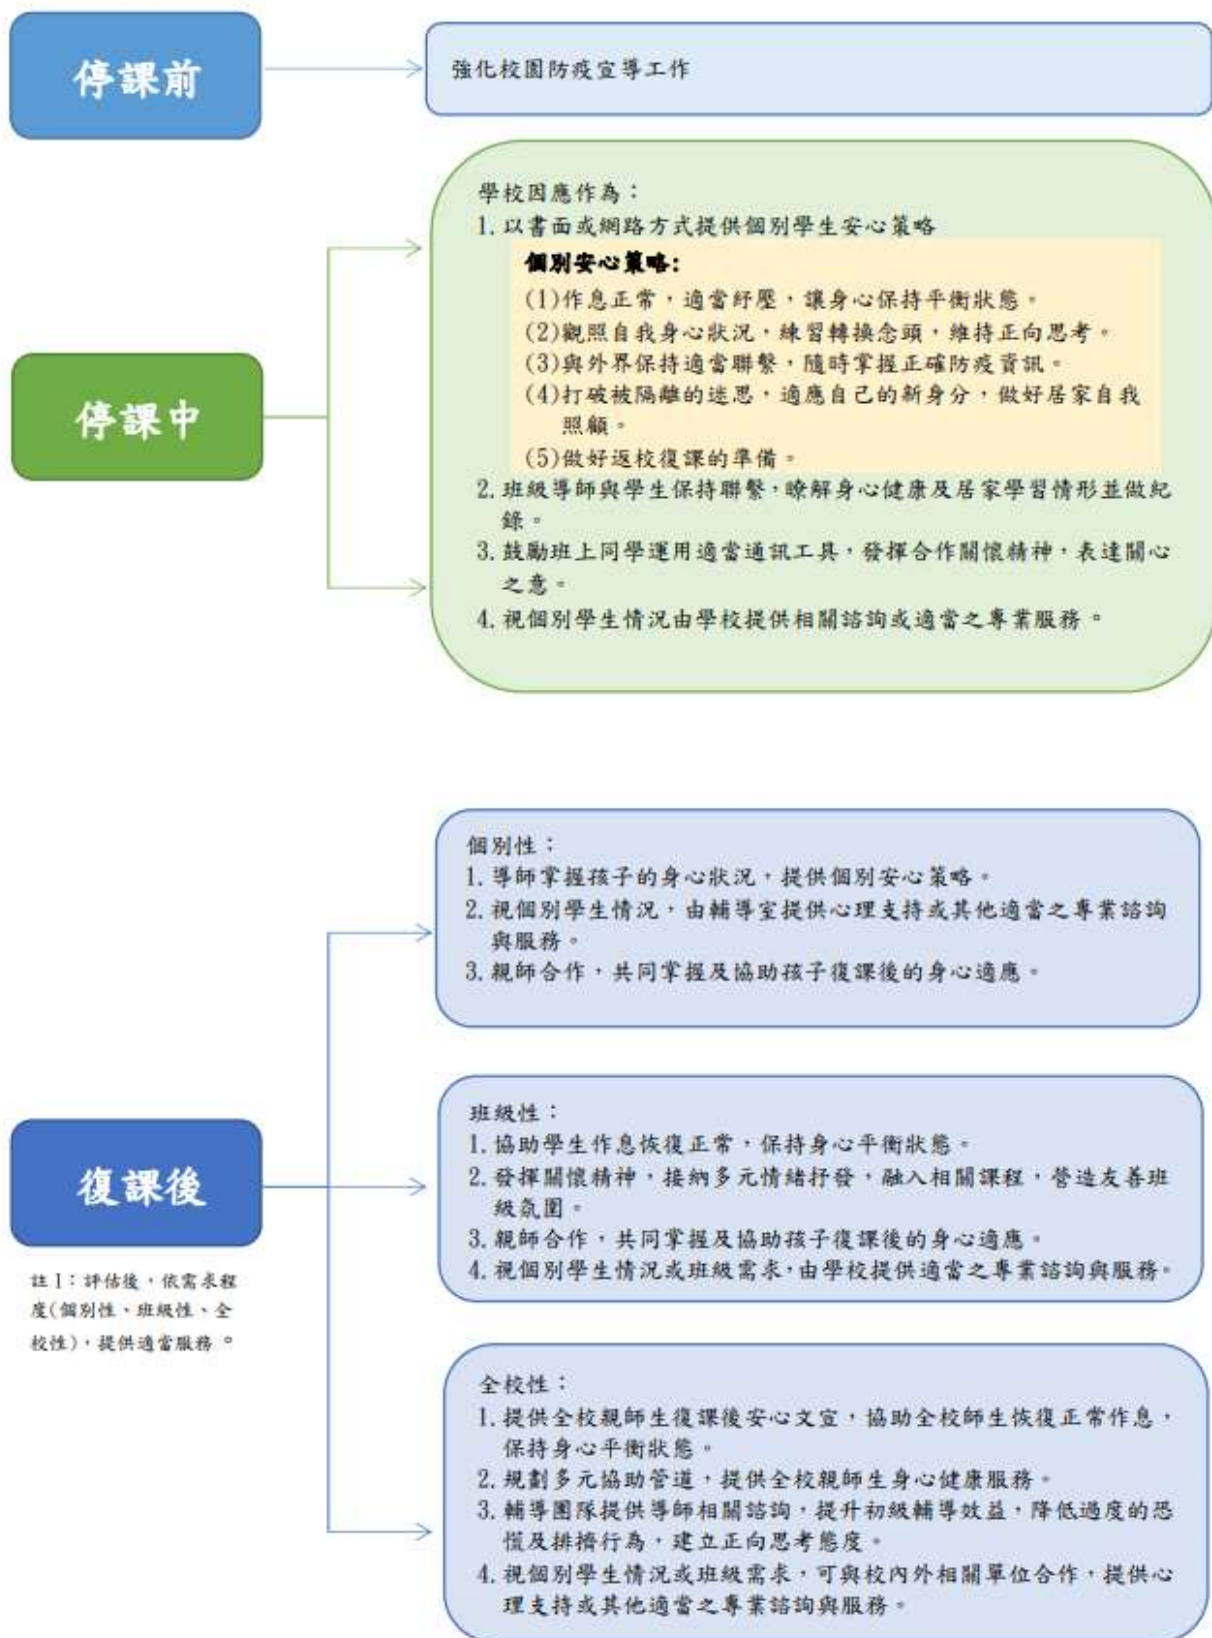 停課前
強化校園防疫宣導工作
停課中
學校因應作為：
1. 以書面或網路方式提供個別學生安心策略
個別安心策略:
(1)作息正常，適當紓壓，讓身心保持平衡狀態。
(2)觀照自我身心狀況，練習轉換念頭，維持正向思考。
(3)與外界保持適當聯繫，隨時掌握正確防疫資訊。
(4)打破被隔離的迷思，適應自己的新身分，做好居家自我
照顧。
(5)做好返校復課的準備。
2. 班級導師與學生保持聯繫，瞭解身心健康及居家學習情形並做紀
錄。
3. 鼓勵班上同學運用適當通訊工具，發揮合作關懷精神，表達關心
之意。
4. 視個別學生情況由學校提供相關諮詢或適當之專業服務。
復課後
註1：評估後，依需求程
度(個別性、班級性、全
校性)，提供適當服務。
個別性：
1. 導師掌握孩子的身心狀況，提供個別安心策略。
2. 視個別學生情況，由輔導室提供心理支持或其他適當之專業諮詢
與服務。
3. 親師合作，共同掌握及協助孩子復課後的身心適應。
班級性：
1. 協助學生作息恢復正常，保持身心平衡狀態。
2. 發揮關懷精神，接納多元情緒抒發，融入相關課程，營造友善班
級氛圍。
3. 親師合作，共同掌握及協助孩子復課後的身心適應。
4. 視個別學生情況或班級需求，由學校提供適當之專業諮詢與服務。
全校性：
1. 提供全校親師生復課後安心文宣，協助全校師生恢復正常作息，
保持身心平衡狀態。
2. 規劃多元協助管道，提供全校親師生身心健康服務。
3. 輔導團隊提供導師相關諮詢，提升初級輔導效益，降低過度的恐
慌及排擠行為，建立正向思考態度。
4. 視個別學生情況或班級需求，可與校內外相關單位合作，提供心
理支持或其他適當之專業諮詢與服務。